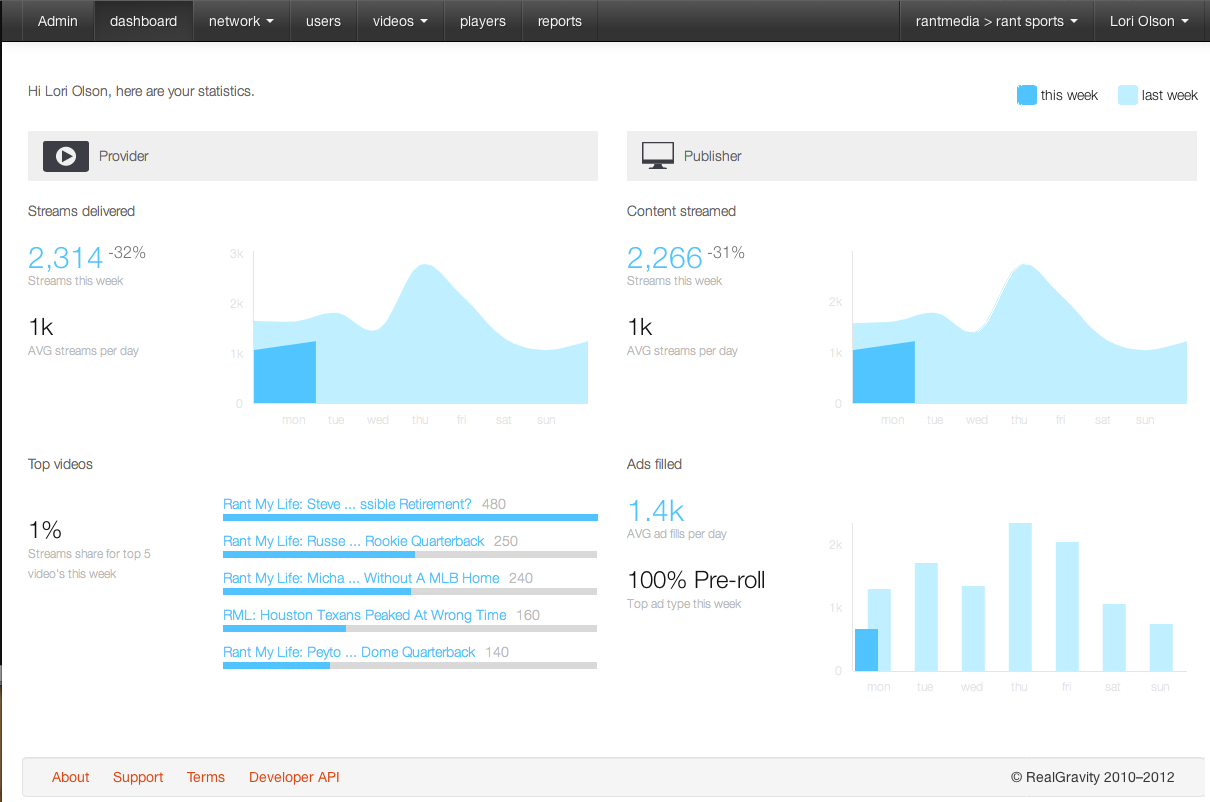 Admin dashboard network users videos players reports rantmedia > rant sports Lori Olson
Hi Lori Olson, here are your statistics.
this week last week
Provider
Publisher
Streams delivered
2,314 -32%
Streams this week
1k
AVG streams per day
3k
2k
1k
0
mon tue wed thu fri sat sun
Content streamed
2,266 -31%
Streams this week
1k
AVG streams per day
2k
1k
0
mon tue wed thu fri sat sun
Top videos
1%
Streams share for top 5
video's this week
Rant My Life: Steve ... ssible Retirement? 480
Rant My Life: Russe ... Rookie Quarterback 250
Rant My Life: Micha ... Without A MLB Home 240
RML: Houston Texans Peaked At Wrong Time 160
Rant My Life: Peyto ... Dome Quarterback 140
Ads filled
1.4k
AVG ad fills per day
100% Pre-roll
Top ad type this week
2k
1k
0
mon tue wed thu fri sat sun
About Support Terms Developer API © RealGravity 2010–2012